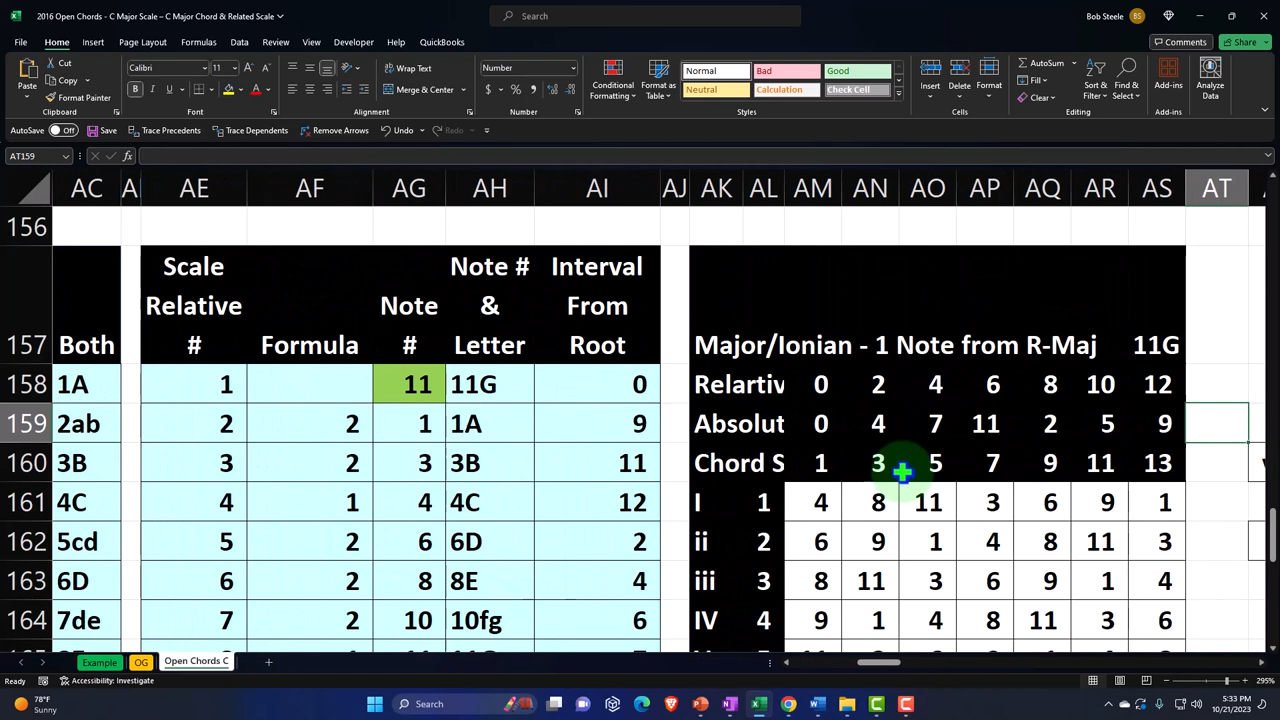 2016 Open Chords - C Major Scale – C Major Chord & Related Scale
Search
Bob Steele
BS
File Home Insert Page Layout Formulas Data Review View Developer Help QuickBooks
Comments
Share
Paste
Cut
Copy
Format Painter
Clipboard
Calibri
11
Font
Wrap Text
Merge & Center
Alignment
Number
Number
Conditional Formatting
Format as Table
Normal Bad Good
Neutral Calculation Check Cell
Styles
Insert Delete Format
Cells
AutoSum
Fill
Clear
Sort & Filter
Find & Select
Editing
Add-ins
Add-ins
Analyze Data
AutoSave Off Save Trace Precedents Trace Dependents Remove Arrows Undo Redo
AT159
fx
AC AE AF AG AH AI AJ AK AL AM AN AO AP AQ AR AS AT
156
157 Both Scale Relative # Formula Note # Note # & Letter Interval From Root Major/Ionian - 1 Note from R-Maj 11G
158 1A 1 11 11G 0 Relartiv 0 2 4 6 8 10 12
159 2ab 2 2 1 1A 9 Absolut 0 4 7 11 2 5 9
160 3B 3 2 3 3B 11 Chord S 1 3 5 7 9 11 13
161 4C 4 1 4 4C 12 I 1 4 8 11 3 6 9 1
162 5cd 5 2 6 6D 2 ii 2 6 9 1 4 8 11 3
163 6D 6 2 8 8E 4 iii 3 8 11 3 6 9 1 4
164 7de 7 2 10 10fg 6 IV 4 9 1 4 8 11 3 6
Example OG Open Chords C
Ready Accessibility: Investigate 295%
78°F
Sunny
Search
5:33 PM
10/21/2023